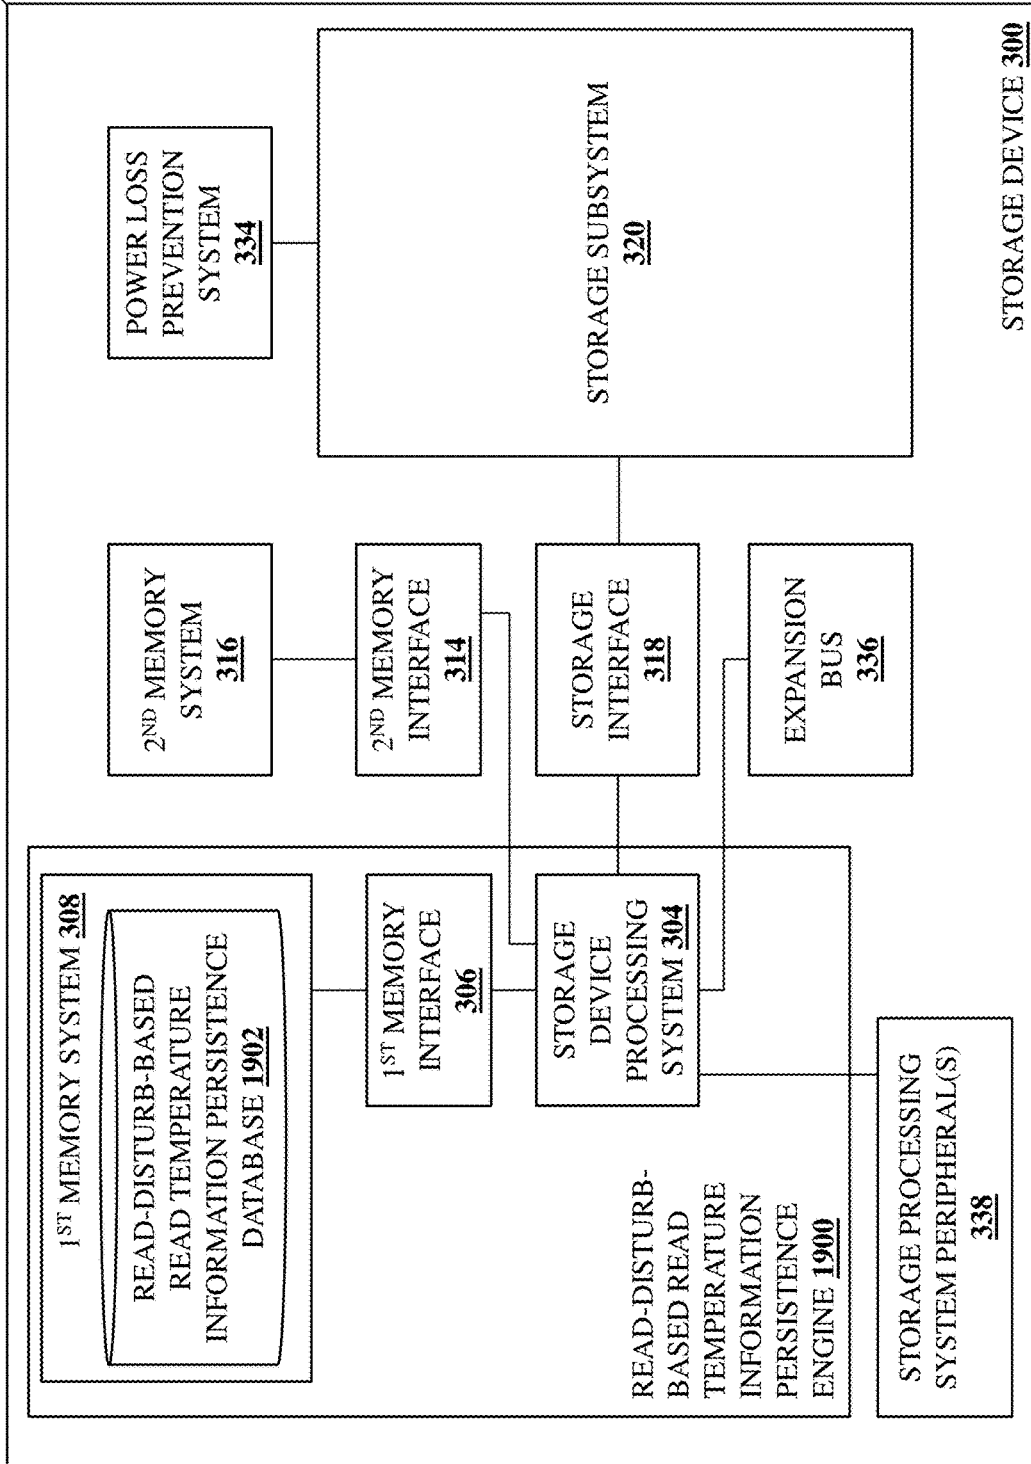 1ST MEMORY SYSTEM 308
READ-DISTURB-BASED
READ TEMPERATURE
INFORMATION PERSISTENCE
DATABASE 1902
1ST MEMORY
INTERFACE
306
STORAGE
DEVICE
PROCESSING
SYSTEM 304
READ-DISTURB-
BASED READ
TEMPERATURE
INFORMATION
PERSISTENCE
ENGINE 1900
STORAGE PROCESSING
SYSTEM PERIPHERAL(S)
338
2ND MEMORY
SYSTEM
316
2ND MEMORY
INTERFACE
314
STORAGE
INTERFACE
318
EXPANSION
BUS
336
POWER LOSS
PREVENTION
SYSTEM
334
STORAGE SUBSYSTEM
320
STORAGE DEVICE 300